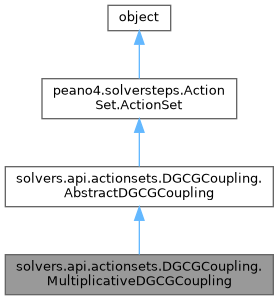 object
peano4.solversteps.Action
Set.ActionSet
solvers.api.actionsets.DGCGCoupling.
AbstractDGCGCoupling
solvers.api.actionsets.DGCGCoupling.
MultiplicativeDGCGCoupling